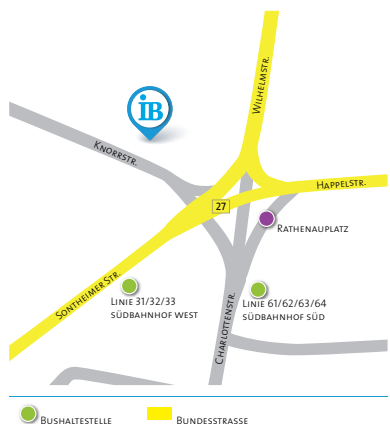 WILHELMSTR.
iB
KNORRSTR.
HAPPELSTR.
27
RATHENAUPLATZ
SONTHEIMER STR.
LINIE 31/32/33
SÜDBAHNHOF WEST
LINIE 61/62/63/64
SÜDBAHNHOF SÜD
CHARLOTTENSTR.
BUSHALTESTELLE
BUNDESSTRASSE